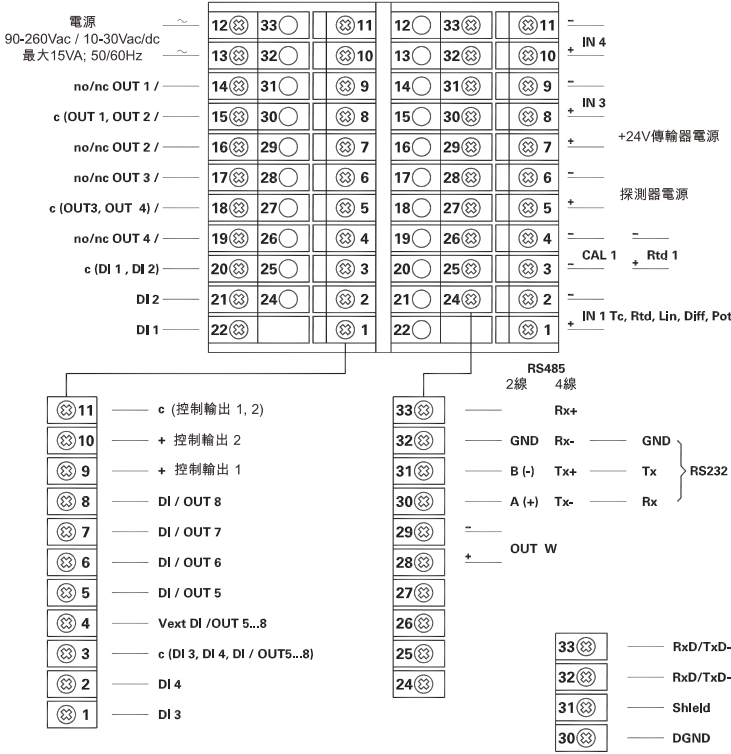 電源
90-260Vac / 10-30Vac/dc
最大15VA; 50/60Hz
no/nc OUT 1 /
c (OUT 1, OUT 2 /
no/nc OUT 2 /
no/nc OUT 3 /
c (OUT3, OUT 4) /
no/nc OUT 4 /
c (DI 1 , DI 2)
DI 2
DI 1
~
~
12 33 11
13 32 10
14 31 9
15 30 8
16 29 7
17 28 6
18 27 5
19 26 4
20 25 3
21 24 2
22 1
12 33 11
13 32 10
14 31 9
15 30 8
16 29 7
17 28 6
18 27 5
19 26 4
20 25 3
21 24 2
22 1
-
+ IN 4
-
+ IN 3
+ +24V傳輸器電源
-
+ 探測器電源
- -
- CAL 1 + Rtd 1
-
+ IN 1 Tc, Rtd, Lin, Diff, Pot
11 c (控制輸出 1, 2)
10 + 控制輸出 2
9 + 控制輸出 1
8 DI / OUT 8
7 DI / OUT 7
6 DI / OUT 6
5 DI / OUT 5
4 Vext DI /OUT 5...8
3 c (DI 3, DI 4, DI / OUT5...8)
2 DI 4
1 DI 3
RS485
2線 4線
33 Rx+
32 GND Rx- GND
31 B (-) Tx+ Tx
30 A (+) Tx- Rx
RS232
29 -
28 +
OUT W
27
26
25
24
33 RxD/TxD-
32 RxD/TxD-
31 Shield
30 DGND